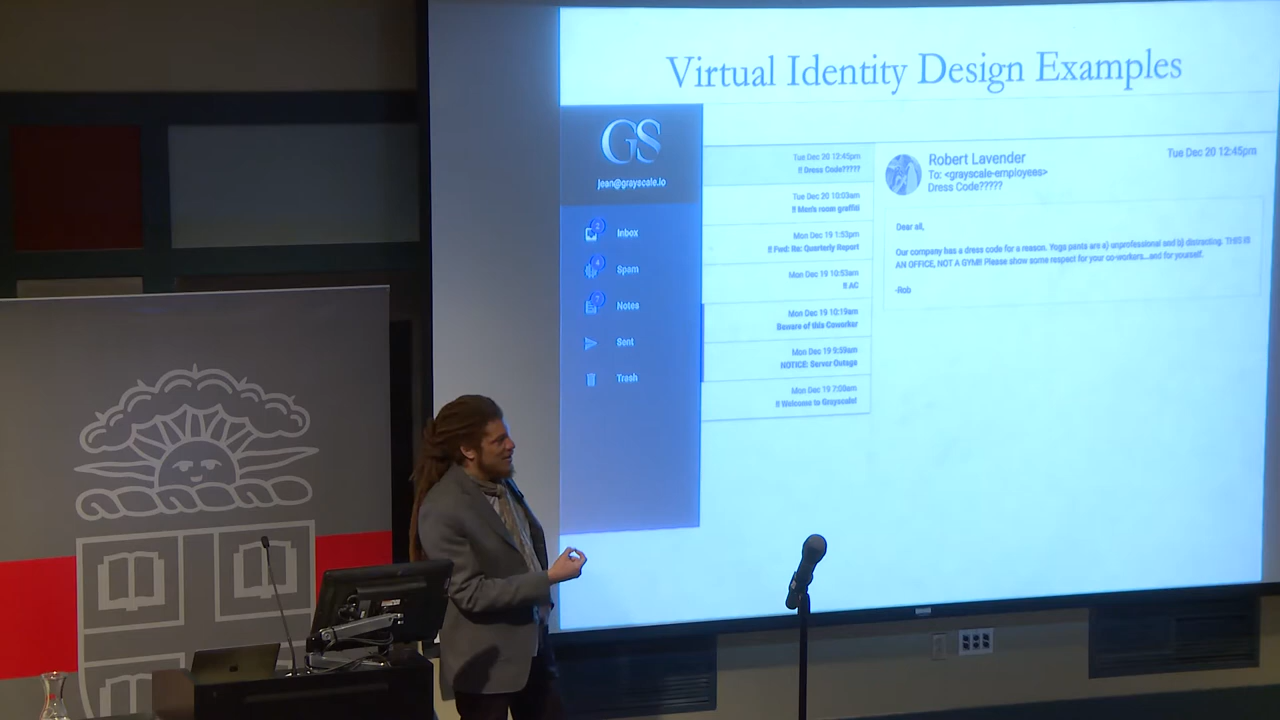 Virtual Identity Design Examples
GS
jean@grayscale.io
2
Inbox
4
Spam
7
Notes
Sent
Trash
Tue Dec 20 12:45pm
!! Dress Code?????
Tue Dec 20 10:03am
!! Men's room graffiti
Mon Dec 19 1:53pm
!! Fwd: Re: Quarterly Report
Mon Dec 19 10:53am
!! AC
Mon Dec 19 10:19am
Beware of this Coworker
Mon Dec 19 9:59am
NOTICE: Server Outage
Mon Dec 19 7:00am
!! Welcome to Grayscale!
Robert Lavender
Tue Dec 20 12:45pm
To: <grayscale-employees>
Dress Code?????
Dear all,
Our company has a dress code for a reason. Yoga pants are a) unprofessional and b) distracting. THIS IS
AN OFFICE, NOT A GYM!! Please show some respect for your co-workers...and for yourself.
-Rob